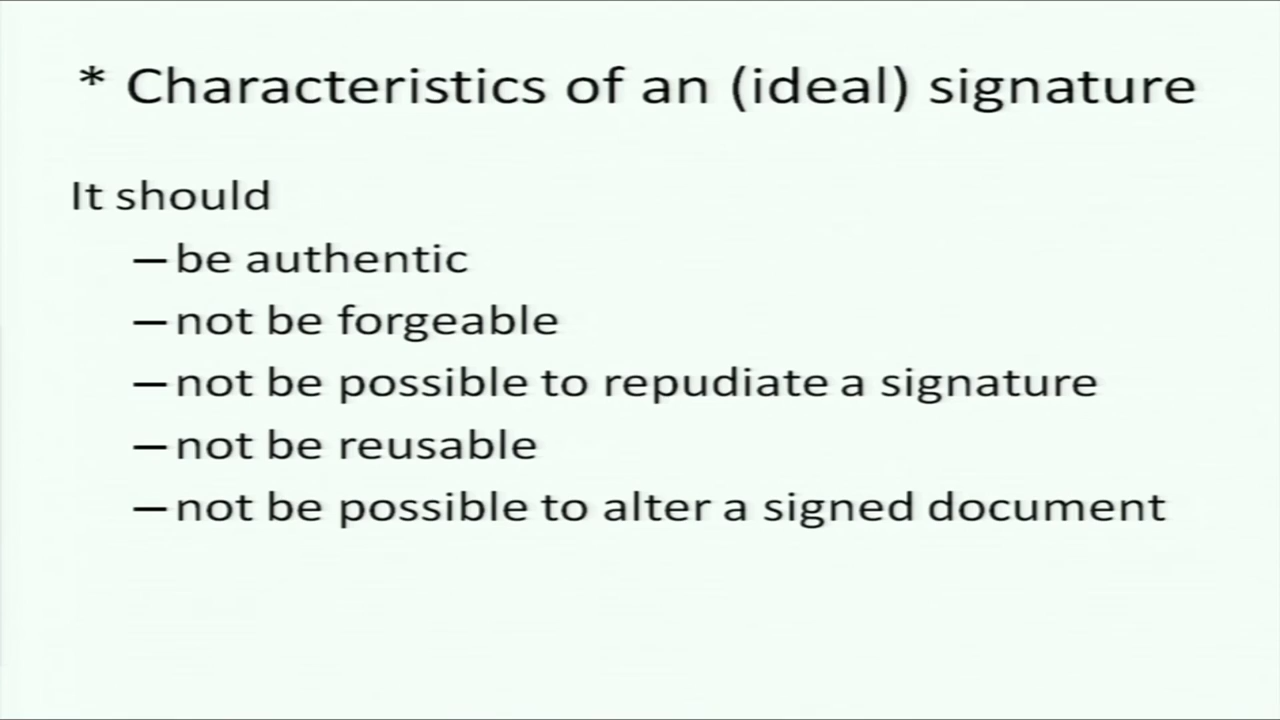 * Characteristics of an (ideal) signature
It should
– be authentic
– not be forgeable
– not be possible to repudiate a signature
– not be reusable
– not be possible to alter a signed document